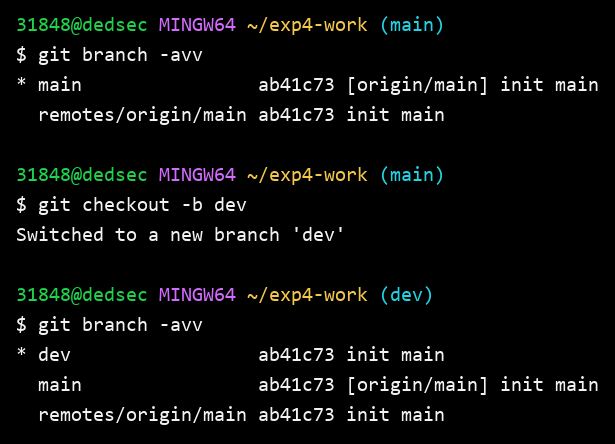 31848@dedsec MINGW64 ~/exp4-work (main)
$ git branch -avv
* main                ab41c73 [origin/main] init main
  remotes/origin/main ab41c73 init main

31848@dedsec MINGW64 ~/exp4-work (main)
$ git checkout -b dev
Switched to a new branch 'dev'

31848@dedsec MINGW64 ~/exp4-work (dev)
$ git branch -avv
* dev                 ab41c73 init main
  main                ab41c73 [origin/main] init main
  remotes/origin/main ab41c73 init main